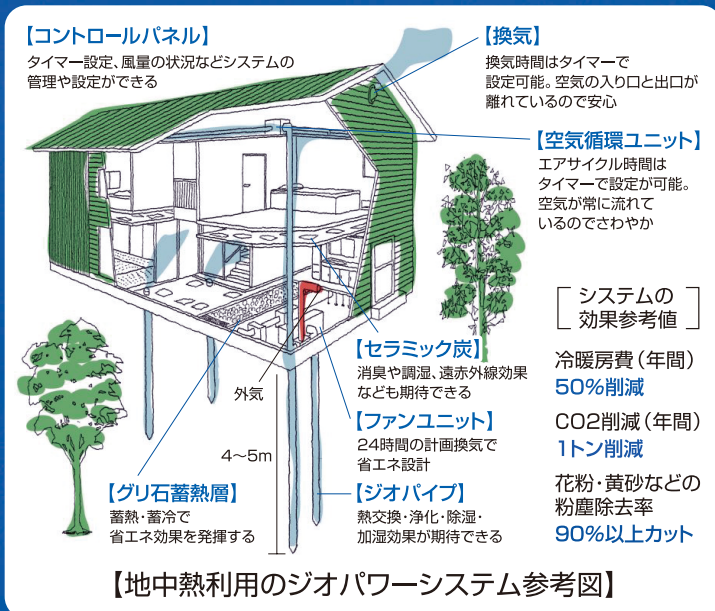 【コントロールパネル】
タイマー設定、風量の状況などシステムの
管理や設定ができる
【換気】
換気時間はタイマーで
設定可能。空気の入り口と出口が
離れているので安心
【空気循環ユニット】
エアサイクル時間は
タイマーで設定が可能。
空気が常に流れて
いるのでさわやか
【セラミック炭】
消臭や調湿、遠赤外線効果
なども期待できる
外気
【ファンユニット】
24時間の計画換気で
省エネ設計
4〜5m
【グリ石蓄熱層】
蓄熱・蓄冷で
省エネ効果を発揮する
【ジオパイプ】
熱交換・浄化・除湿・
加湿効果が期待できる
システムの
効果参考値
冷暖房費(年間)
50%削減
CO2削減(年間)
1トン削減
花粉・黄砂などの
粉塵除去率
90%以上カット
【地中熱利用のジオパワーシステム参考図】